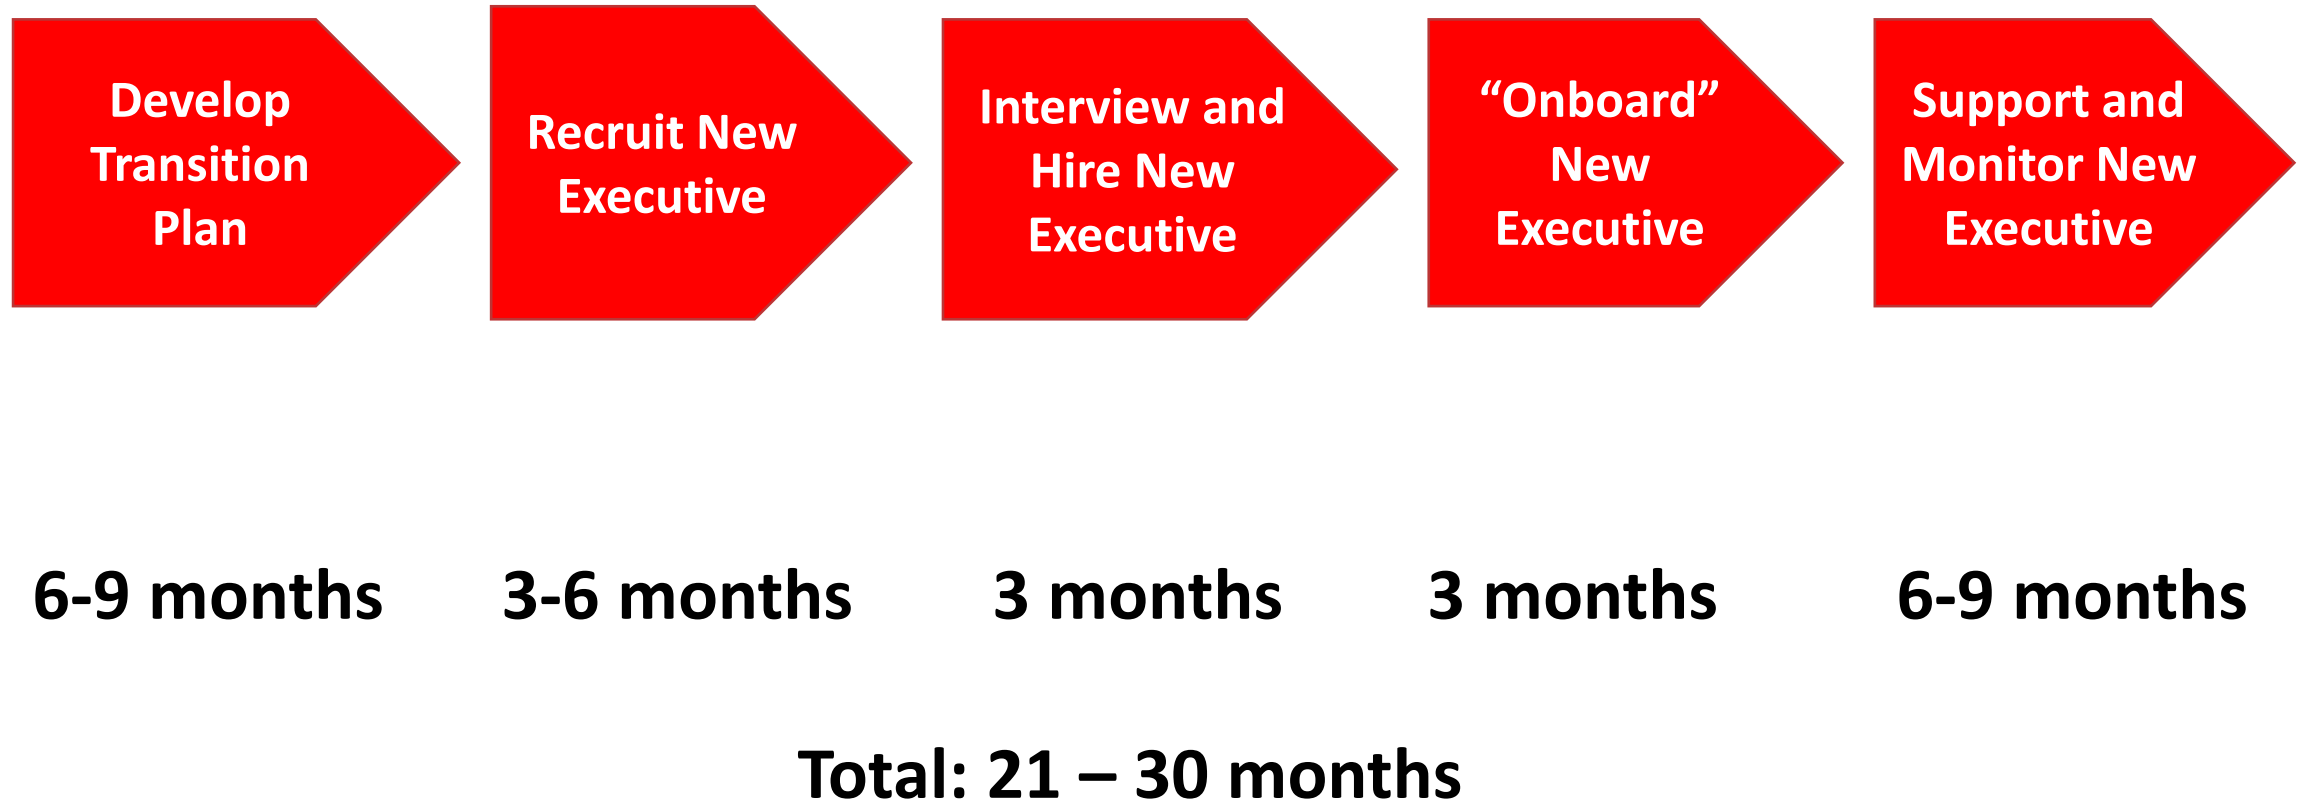 Develop
Transition
Plan
Recruit New
Executive
Interview and
Hire New
Executive
“Onboard”
New
Executive
Support and
Monitor New
Executive
6-9 months
3-6 months
3 months
3 months
6-9 months
Total: 21 – 30 months